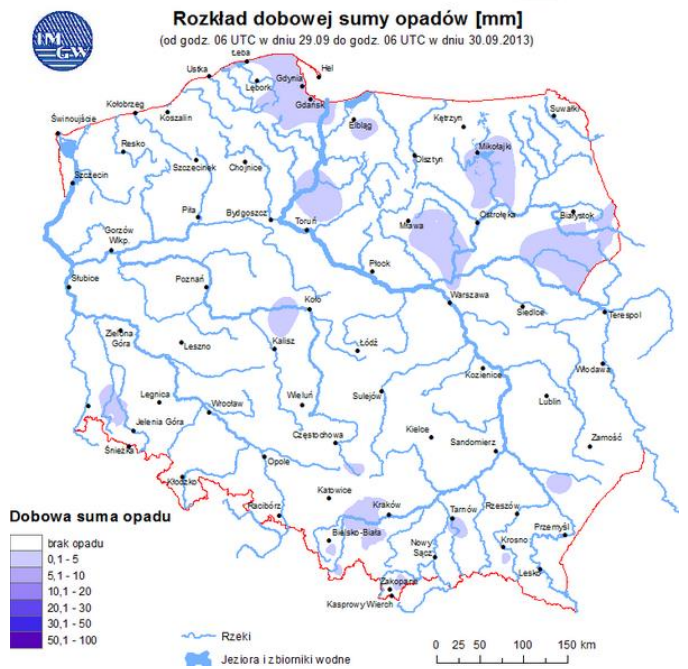 Rozkład dobowej sumy opadów [mm]
(od godz. 06 UTC w dniu 29.09 do godz. 06 UTC w dniu 30.09.2013)
IM
GW
Łeba
Hel
Ustka
Gdynia
Lębork
Gdańsk
Kołobrzeg
Koszalin
Suwałki
Świnoujście
Elbląg
Kętrzyn
Resko
Szczecinek
Chojnice
Olsztyn
Mikołajki
Szczecin
Piła
Bydgoszcz
Toruń
Mława
Ostrołęka
Białystok
Gorzów
Wlkp.
Płock
Słubice
Poznań
Koło
Warszawa
Siedlce
Terespol
Zielona
Góra
Leszno
Kalisz
Łódź
Kozienice
Włodawa
Legnica
Wrocław
Wieluń
Sulejów
Lublin
Jelenia Góra
Śnieżka
Częstochowa
Kielce
Sandomierz
Zamość
Opole
Kłodzko
Katowice
Racibórz
Kraków
Tarnów
Rzeszów
Przemyśl
Bielsko-Biała
Nowy
Sącz
Krosno
Lesko
Zakopane
Kasprowy Wierch
Dobowa suma opadu
brak opadu
0,1 - 5
5,1 - 10
10,1 - 20
20,1 - 30
30,1 - 50
50,1 - 100
Rzeki
Jeziora i zbiorniki wodne
0 25 50 100 150 km